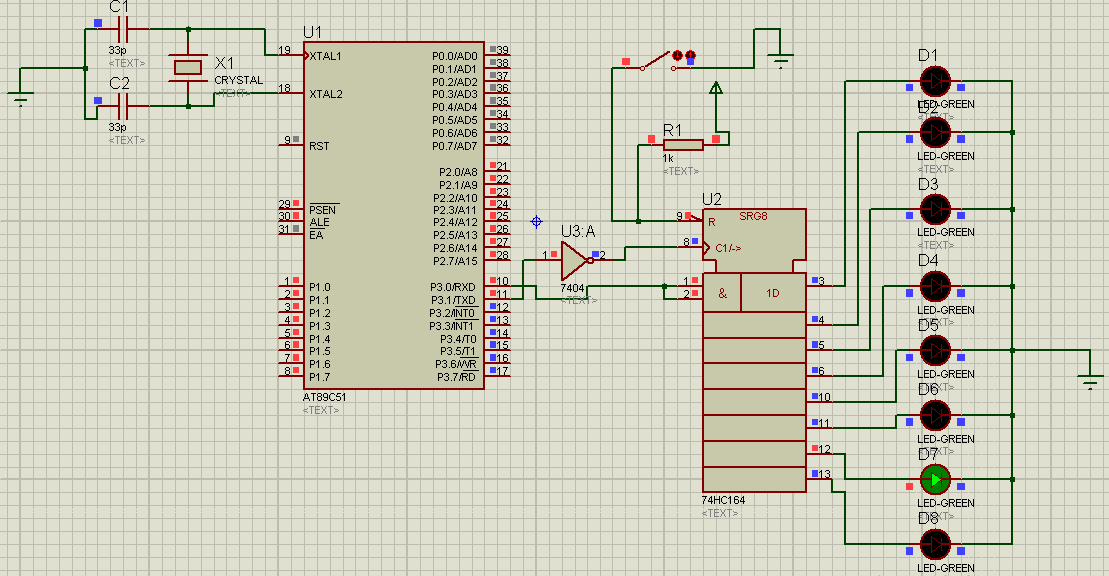 C1
33p
<TEXT>
C2
33p
<TEXT>
X1
CRYSTAL
<TEXT>
U1
19 XTAL1
18 XTAL2
9 RST
29 PSEN
30 ALE
31 EA
1 P1.0
2 P1.1
3 P1.2
4 P1.3
5 P1.4
6 P1.5
7 P1.6
8 P1.7
P0.0/AD0 39
P0.1/AD1 38
P0.2/AD2 37
P0.3/AD3 36
P0.4/AD4 35
P0.5/AD5 34
P0.6/AD6 33
P0.7/AD7 32
P2.0/A8 21
P2.1/A9 22
P2.2/A10 23
P2.3/A11 24
P2.4/A12 25
P2.5/A13 26
P2.6/A14 27
P2.7/A15 28
P3.0/RXD 10
P3.1/TXD 11
P3.2/INT0 12
P3.3/INT1 13
P3.4/T0 14
P3.5/T1 15
P3.6/WR 16
P3.7/RD 17
AT89C51
<TEXT>
U3:A
1 2
7404
<TEXT>
R1
1k
<TEXT>
U2
SRG8
9 R
8 C1/->
1
2
& 1D
3
4
5
6
10
11
12
13
74HC164
<TEXT>
D1
LED-GREEN
<TEXT>
D2
LED-GREEN
<TEXT>
D3
LED-GREEN
<TEXT>
D4
LED-GREEN
<TEXT>
D5
LED-GREEN
<TEXT>
D6
LED-GREEN
<TEXT>
D7
LED-GREEN
<TEXT>
D8
LED-GREEN